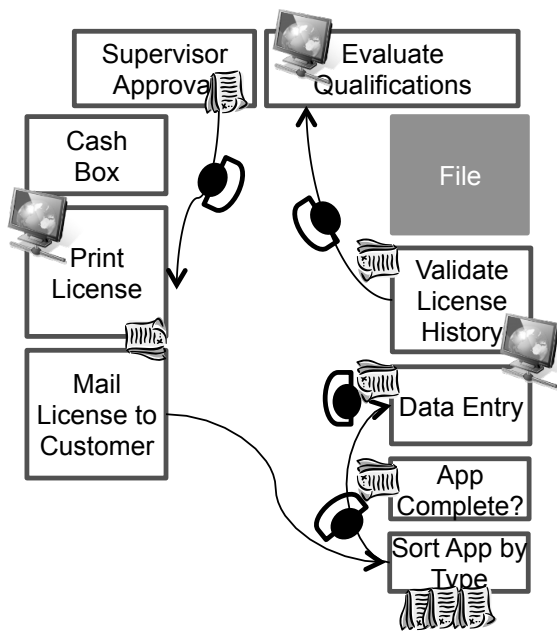 Supervisor
Approval
Evaluate
Qualifications
Cash
Box
File
Print
License
Validate
License
History
Mail
License to
Customer
Data Entry
App
Complete?
Sort App by
Type